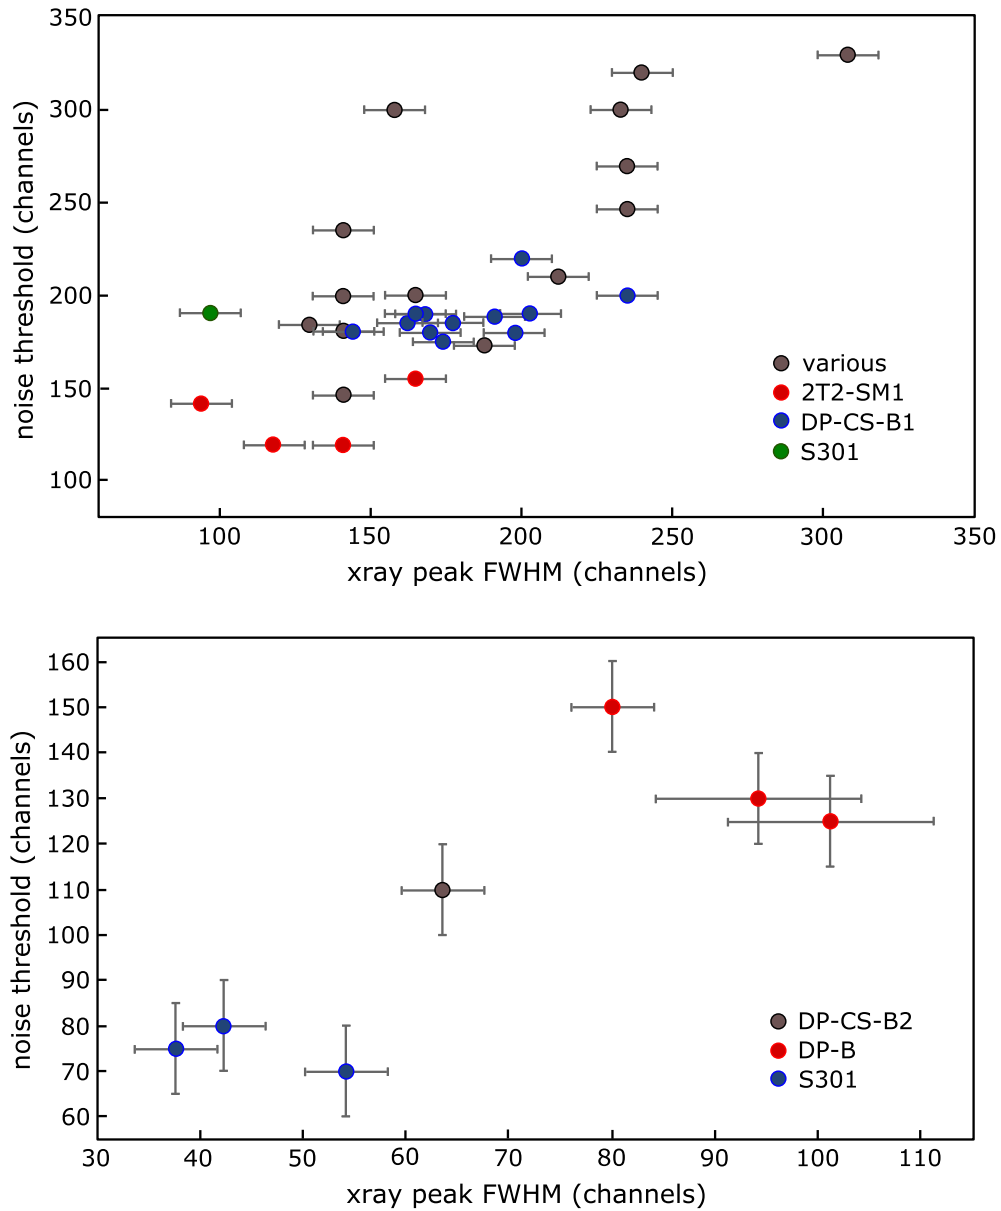 350
300
250
200
150
100
noise threshold (channels)
various
2T2-SM1
DP-CS-B1
S301
100 150 200 250 300 350
xray peak FWHM (channels)
160
150
140
130
120
110
100
90
80
70
60
noise threshold (channels)
DP-CS-B2
DP-B
S301
30 40 50 60 70 80 90 100 110
xray peak FWHM (channels)